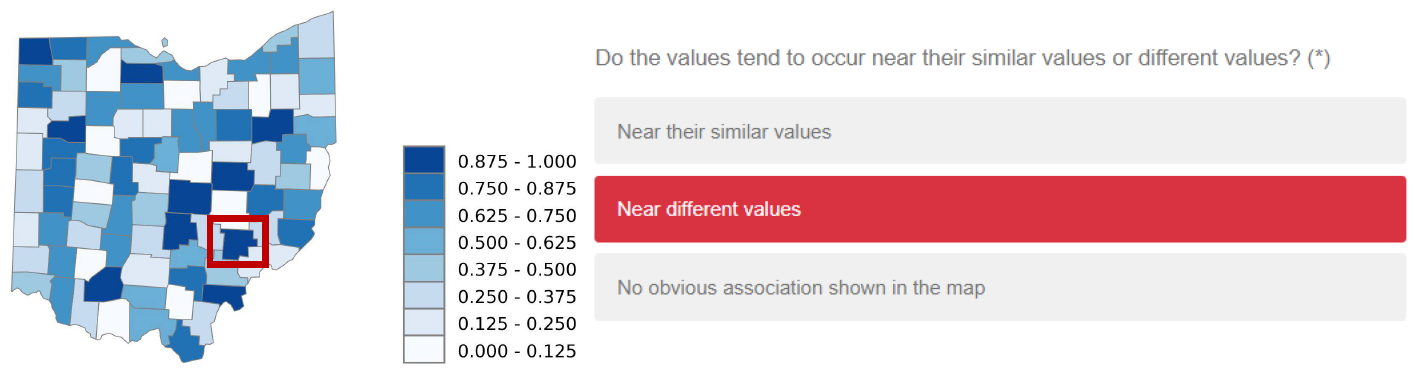 Do the values tend to occur near their similar values or different values? (*)
Near their similar values
Near different values
No obvious association shown in the map
0.875 - 1.000
0.750 - 0.875
0.625 - 0.750
0.500 - 0.625
0.375 - 0.500
0.250 - 0.375
0.125 - 0.250
0.000 - 0.125